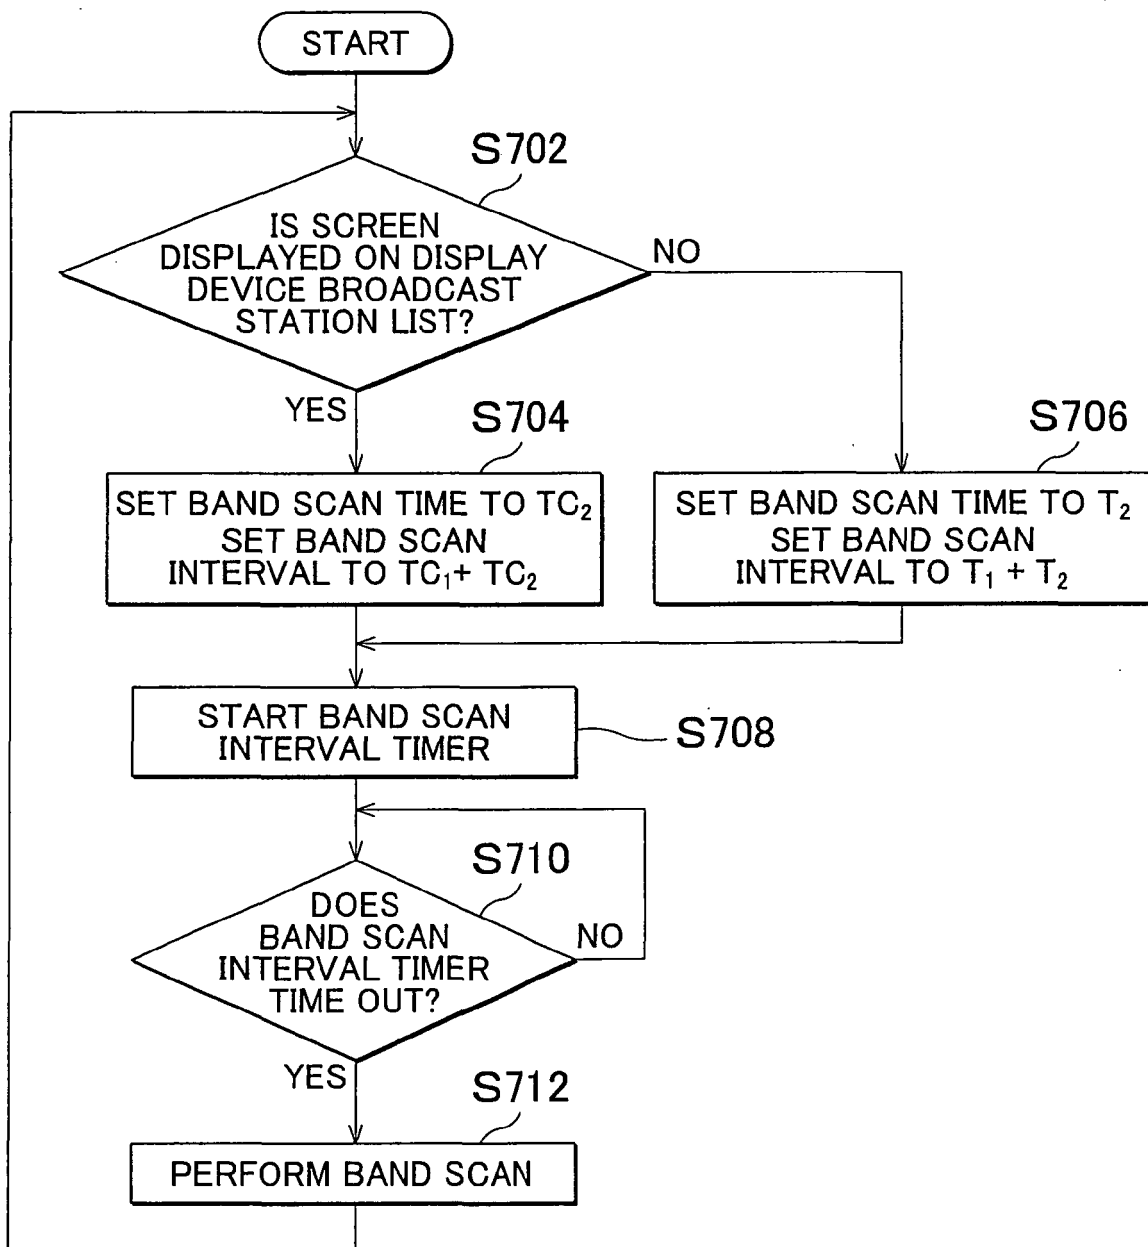 START
S702
IS SCREEN
DISPLAYED ON DISPLAY
DEVICE BROADCAST
STATION LIST?
NO
YES
S704
SET BAND SCAN TIME TO TC₂
SET BAND SCAN
INTERVAL TO TC₁+ TC₂
S706
SET BAND SCAN TIME TO T₂
SET BAND SCAN
INTERVAL TO T₁ + T₂
START BAND SCAN
INTERVAL TIMER
S708
S710
DOES
BAND SCAN
INTERVAL TIMER
TIME OUT?
NO
YES
S712
PERFORM BAND SCAN